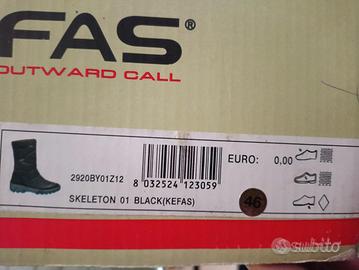 FAS®
OUTWARD CALL
EURO: 0,00
2920BY01Z12
8 032524 123059
SKELETON 01 BLACK(KEFAS)
46
subito